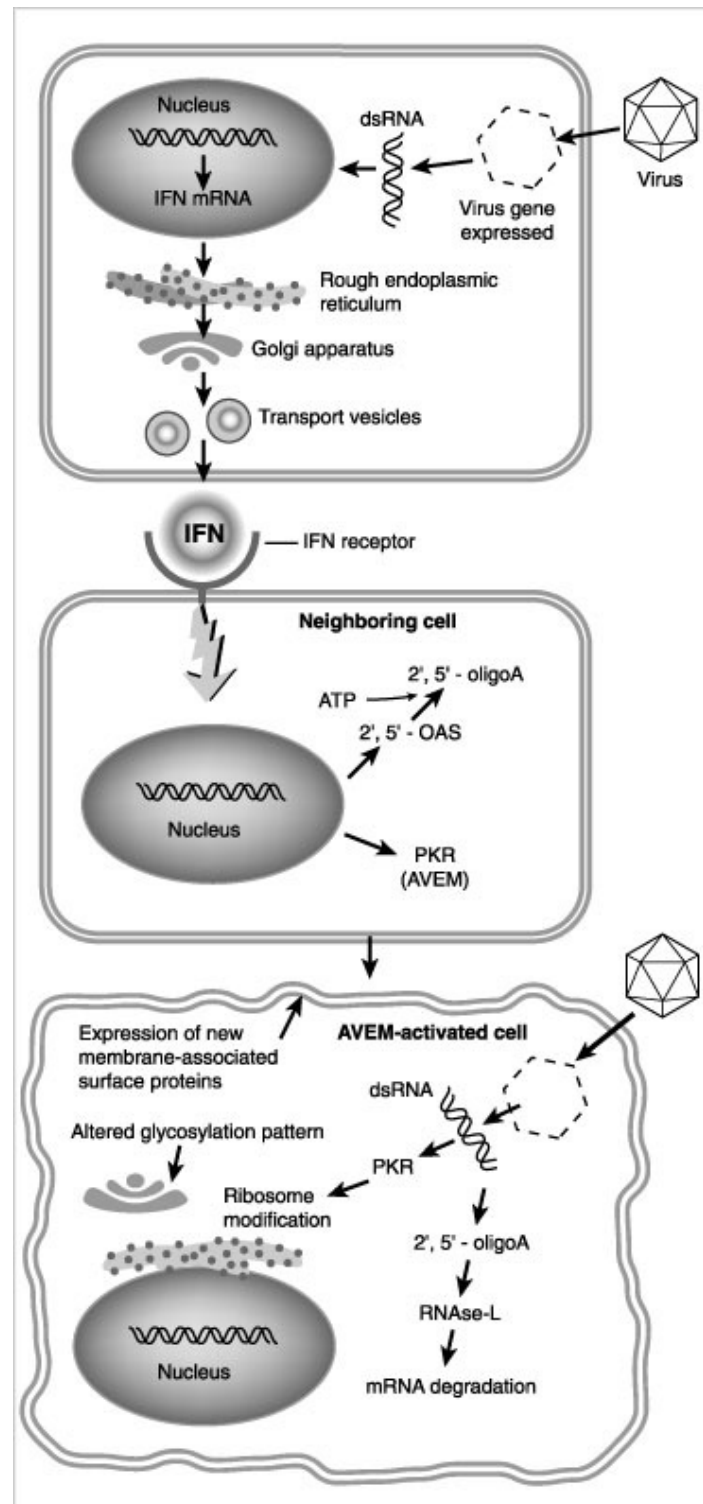 Nucleus
dsRNA
IFN mRNA
Virus
Virus gene
expressed
Rough endoplasmic
reticulum
Golgi apparatus
Transport vesicles
IFN
IFN receptor
Neighboring cell
2', 5' - oligoA
ATP
2', 5' - OAS
Nucleus
PKR
(AVEM)
Expression of new
membrane-associated
surface proteins
AVEM-activated cell
dsRNA
Altered glycosylation pattern
PKR
Ribosome
modification
2', 5' - oligoA
RNAse-L
Nucleus
mRNA degradation